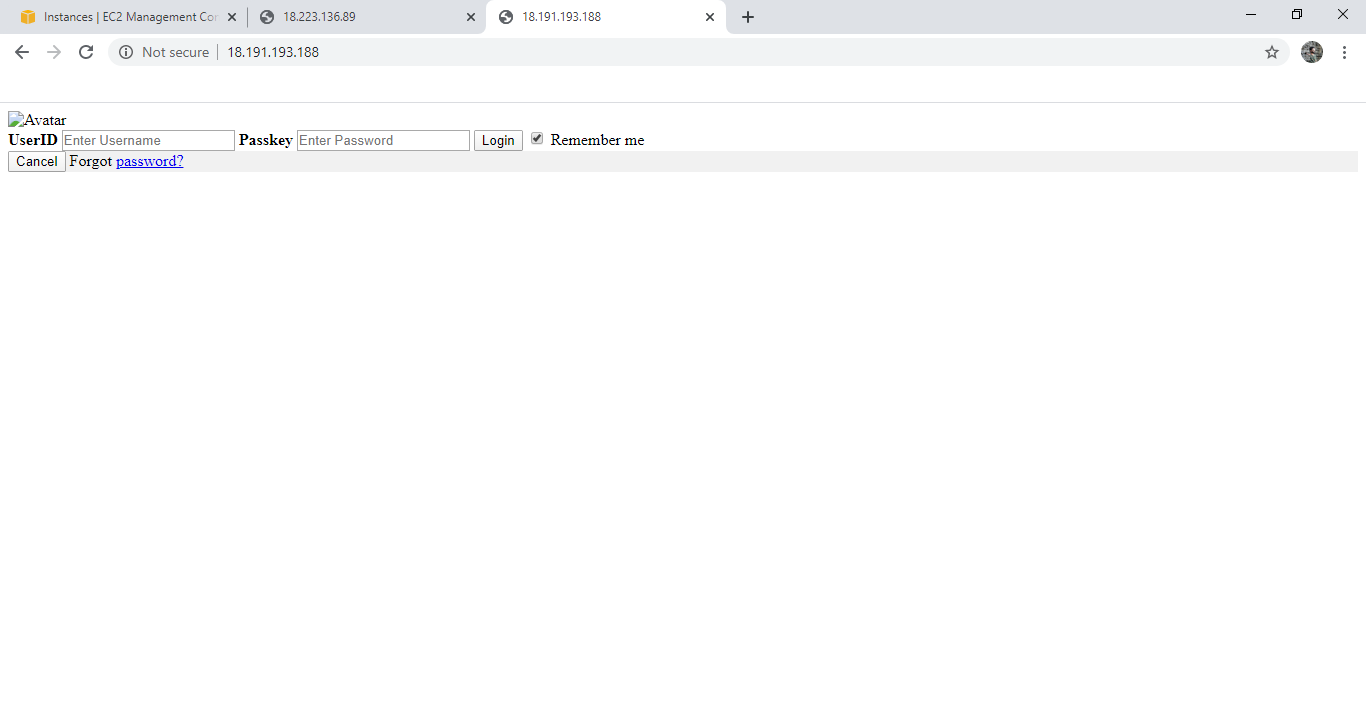 Instances | EC2 Management Con
18.223.136.89
18.191.193.188
Not secure
18.191.193.188
Avatar
UserID Enter Username Passkey Enter Password Login Remember me
Cancel Forgot password?